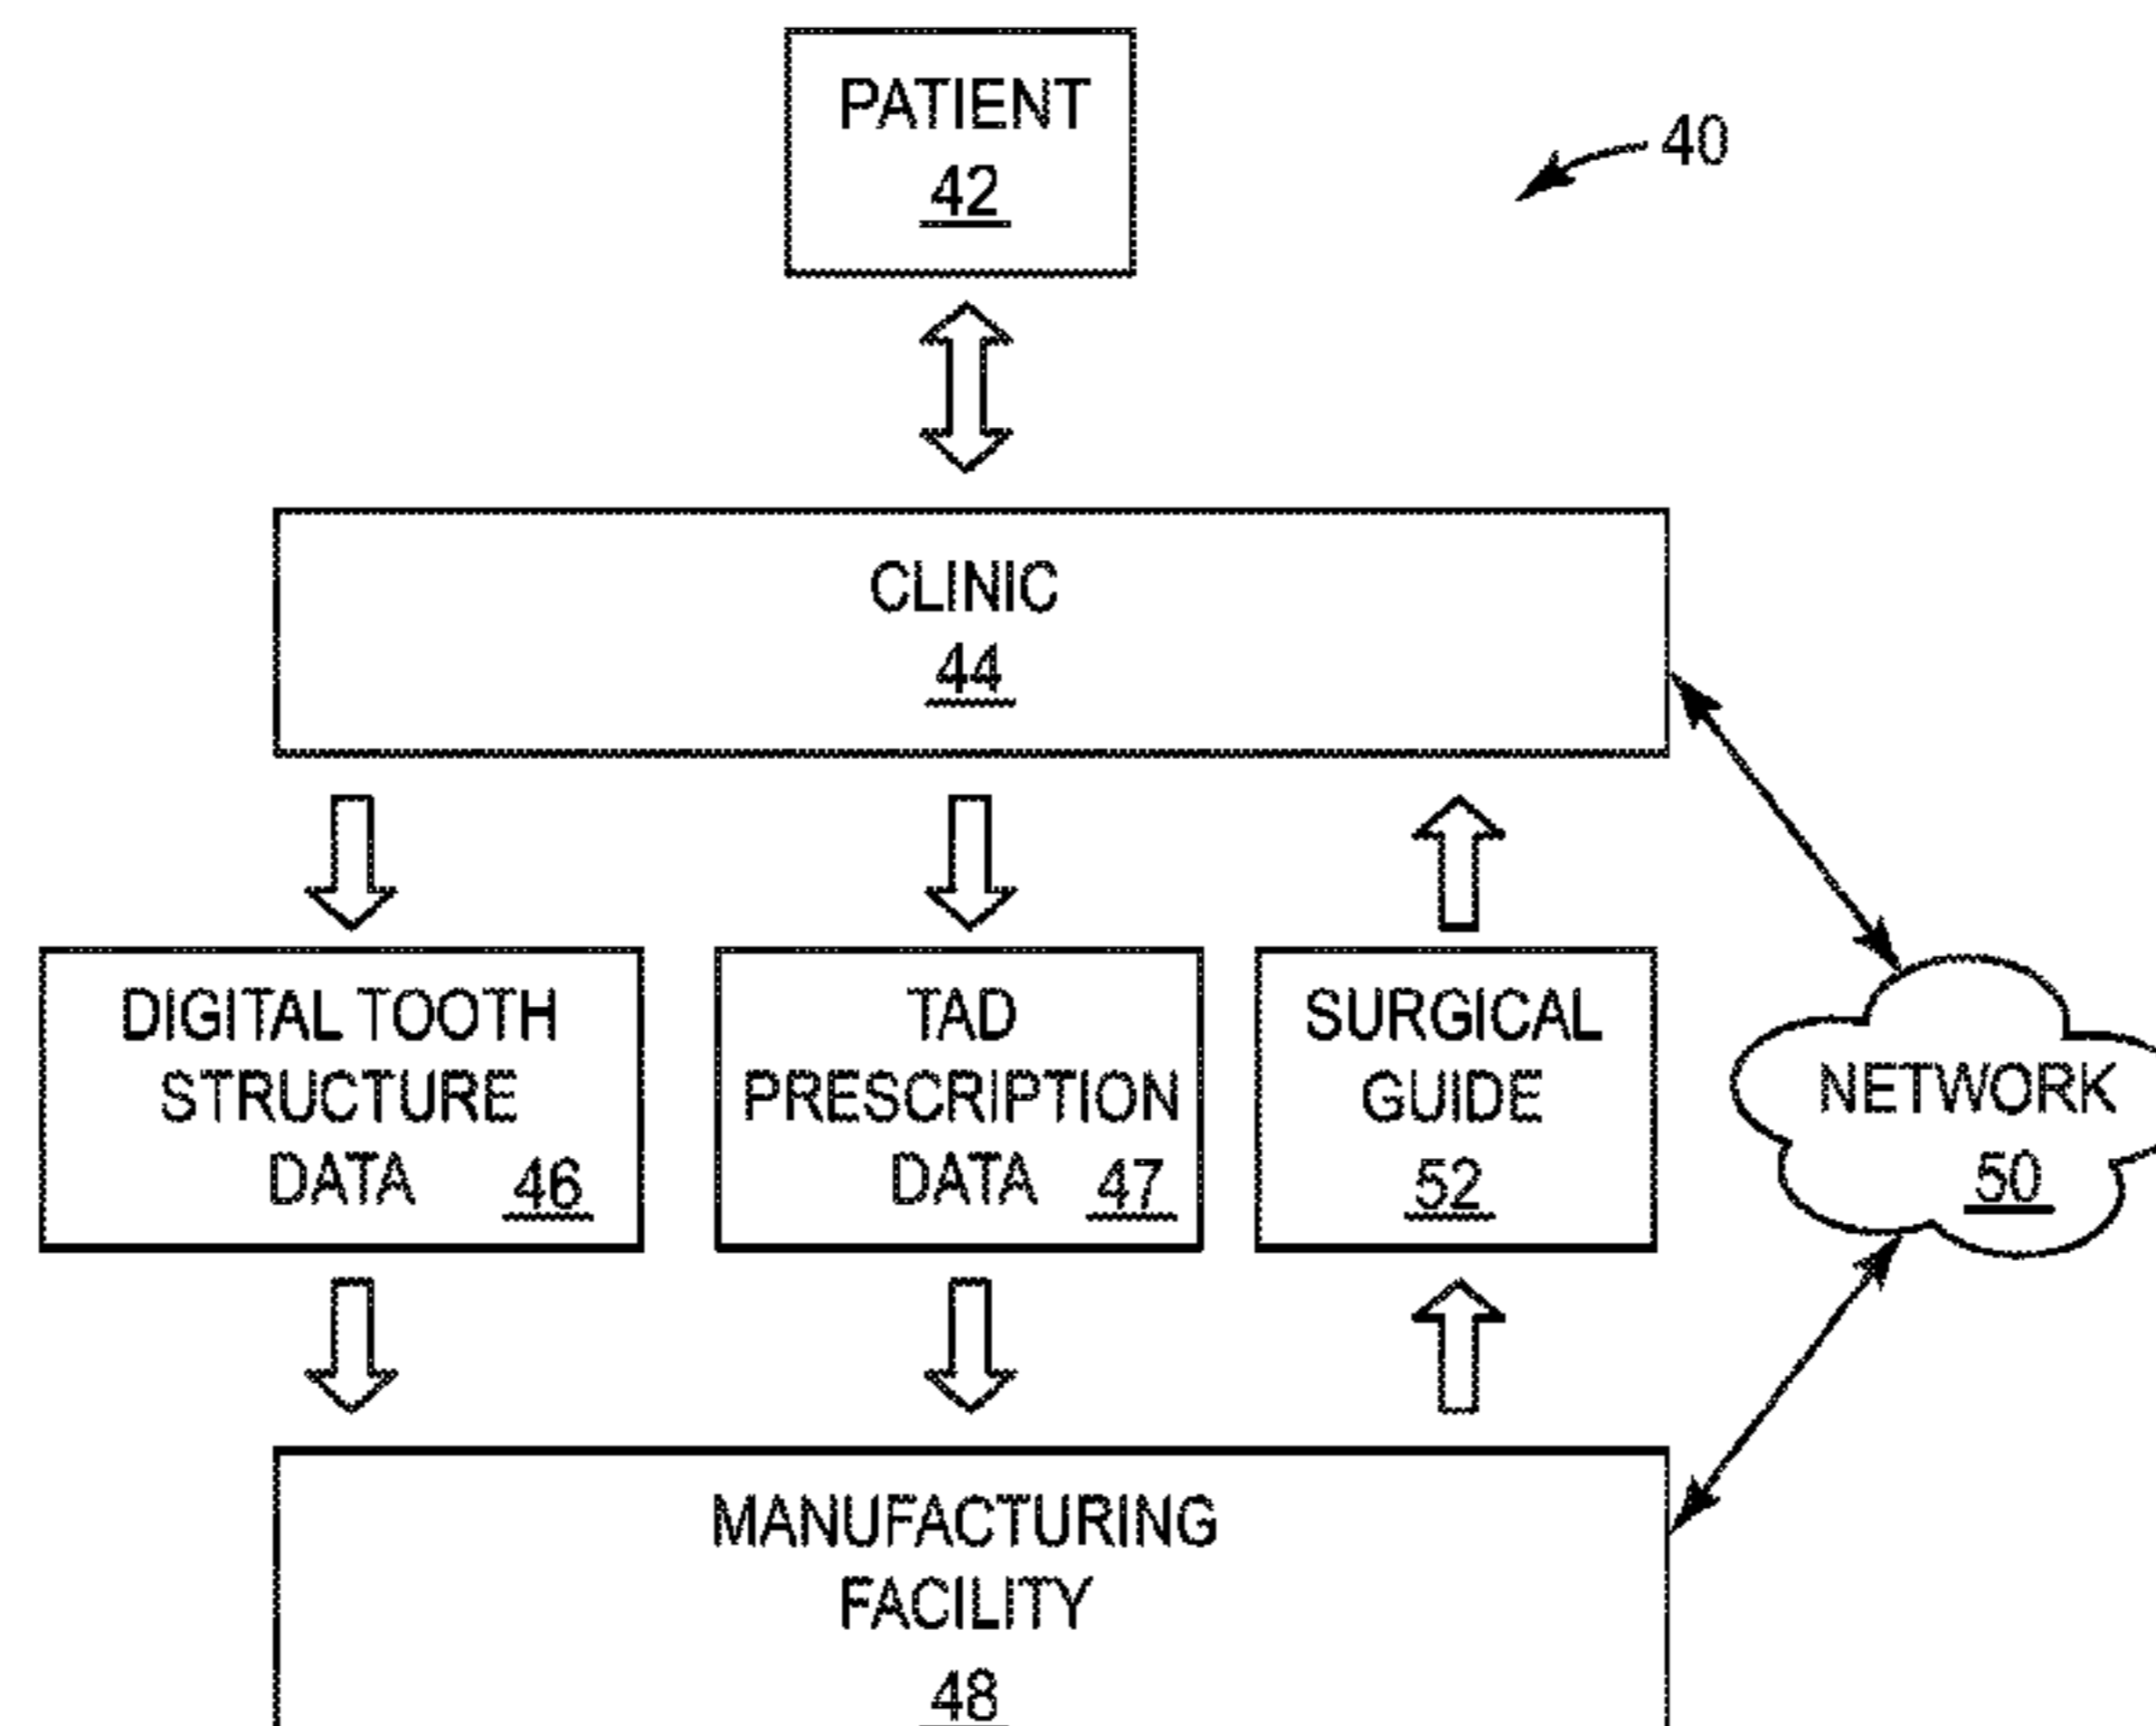 PATIENT
42
40
CLINIC
44
DIGITAL TOOTH
STRUCTURE
DATA 46
TAD
PRESCRIPTION
DATA 47
SURGICAL
GUIDE
52
NETWORK
50
MANUFACTURING
FACILITY
48